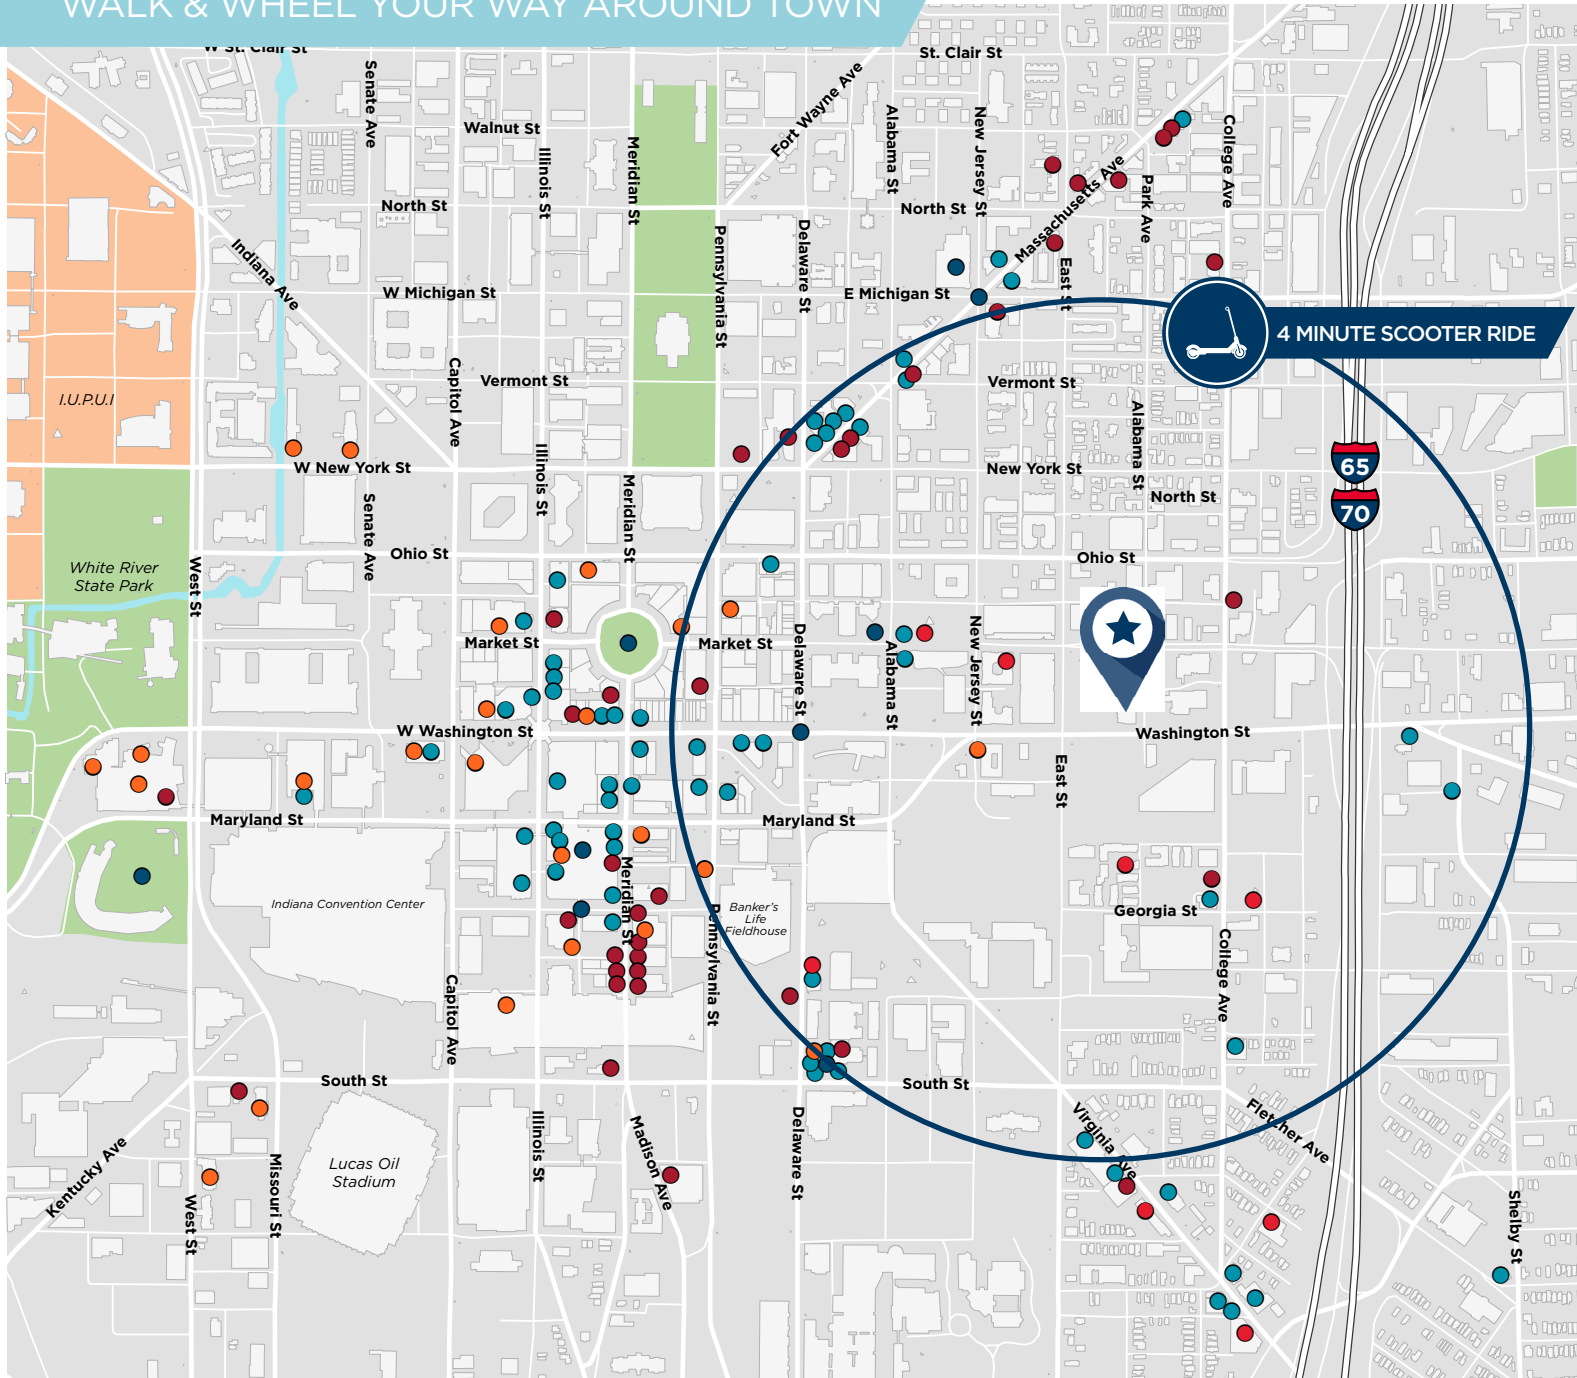 WALK & WHEEL YOUR WAY AROUND TOWN
W St. Clair St
St. Clair St
Senate Ave
Fort Wayne Ave
Alabama St
New Jersey St
College Ave
Walnut St
Illinois St
Meridian St
Massachusetts Ave
Park Ave
North St
North St
Indiana Ave
Pennsylvania St
Delaware St
East St
W Michigan St
E Michigan St
4 MINUTE SCOOTER RIDE
Capitol Ave
Vermont St
Vermont St
I.U.P.U.I
Alabama St
Illinois St
65
W New York St
New York St
Meridian St
Senate Ave
North St
70
Ohio St
Ohio St
White River
State Park
West St
Market St
Market St
Delaware St
Alabama St
New Jersey St
W Washington St
Washington St
East St
Maryland St
Maryland St
Meridian St
Indiana Convention Center
Banker's
Life
Fieldhouse
Pennsylvania St
Georgia St
College Ave
Capitol Ave
South St
South St
Illinois St
Madison Ave
Delaware St
Virginia Ave
Fletcher Ave
Kentucky Ave
Missouri St
Lucas Oil
Stadium
West St
Shelby St